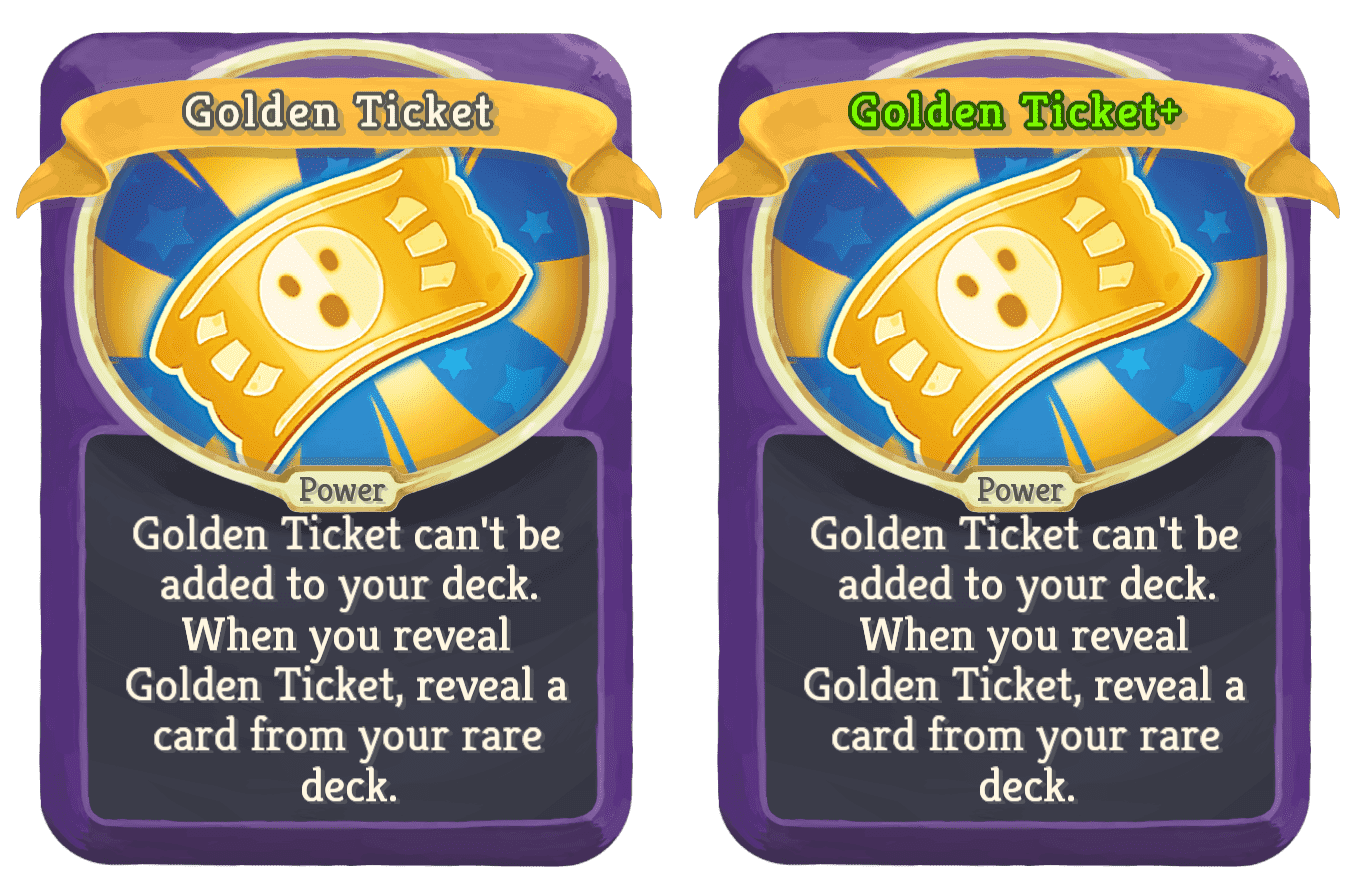 Golden Ticket
Power
Golden Ticket can't be
added to your deck.
When you reveal
Golden Ticket, reveal a
card from your rare
deck.
Golden Ticket+
Power
Golden Ticket can't be
added to your deck.
When you reveal
Golden Ticket, reveal a
card from your rare
deck.